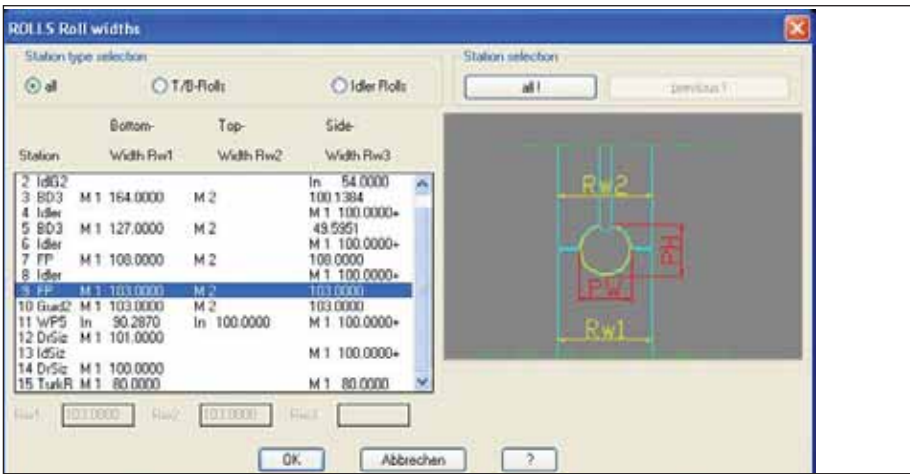 ROLLS Roll widths
Station type selection
Station selection
all
T/B-Rolls
Idler Rolls
all !
previous !
Bottom- Top- Side-
Station Width Rw1 Width Rw2 Width Rw3
2 IdlG2 In 54.0000
3 BD3 M 1 164.0000 M 2 100.1384
4 Idler M 1 100.0000+
5 BD3 M 1 127.0000 M 2 49.5951
6 Idler M 1 100.0000+
7 FP M 1 108.0000 M 2 108.0000
8 Idler M 1 100.0000+
9 FP M 1 103.0000 M 2 103.0000
10 Guid2 M 1 103.0000 M 2 103.0000
11 WP5 In 90.2870 In 100.0000 M 1 100.0000+
12 DrSiz M 1 101.0000
13 IdSiz M 1 100.0000+
14 DrSiz M 1 100.0000
15 TurkR M 1 80.0000 M 1 80.0000
Rw2
PH
PW
Rw1
Rw1 103.0000 Rw2 103.0000 Rw3
OK
Abbrechen
?